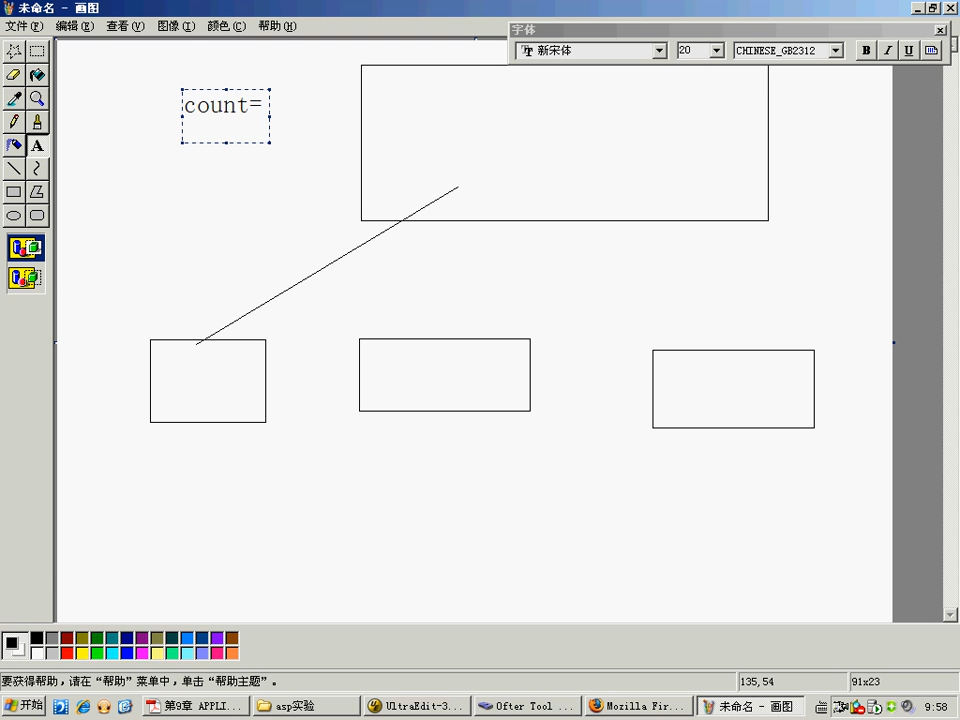 未命名 - 画图
文件(F) 编辑(E) 查看(V) 图像(I) 颜色(C) 帮助(H)
字体
新宋体 20 CHINESE_GB2312 B I U
A
count=
要获得帮助,请在“帮助”菜单中,单击“帮助主题”。 135,54 91x23
开始 第9章 APPLI... asp实验 UltraEdit-3... Ofter Tool ... Mozilla Fir... 未命名 - 画图 9:58